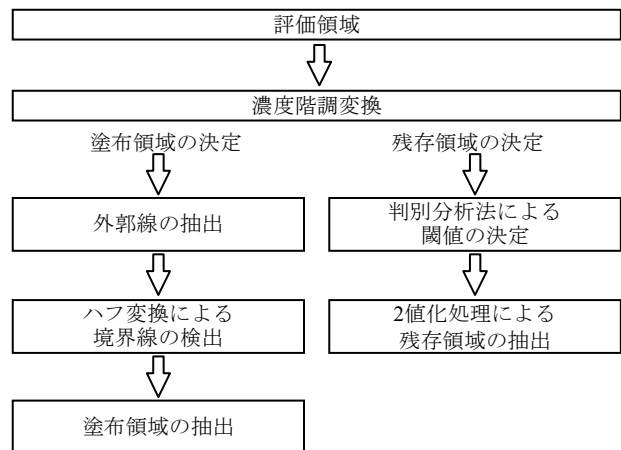 評価領域
濃度階調変換
塗布領域の決定
外郭線の抽出
ハフ変換による
境界線の検出
塗布領域の抽出
残存領域の決定
判別分析法による
閾値の決定
2値化処理による
残存領域の抽出